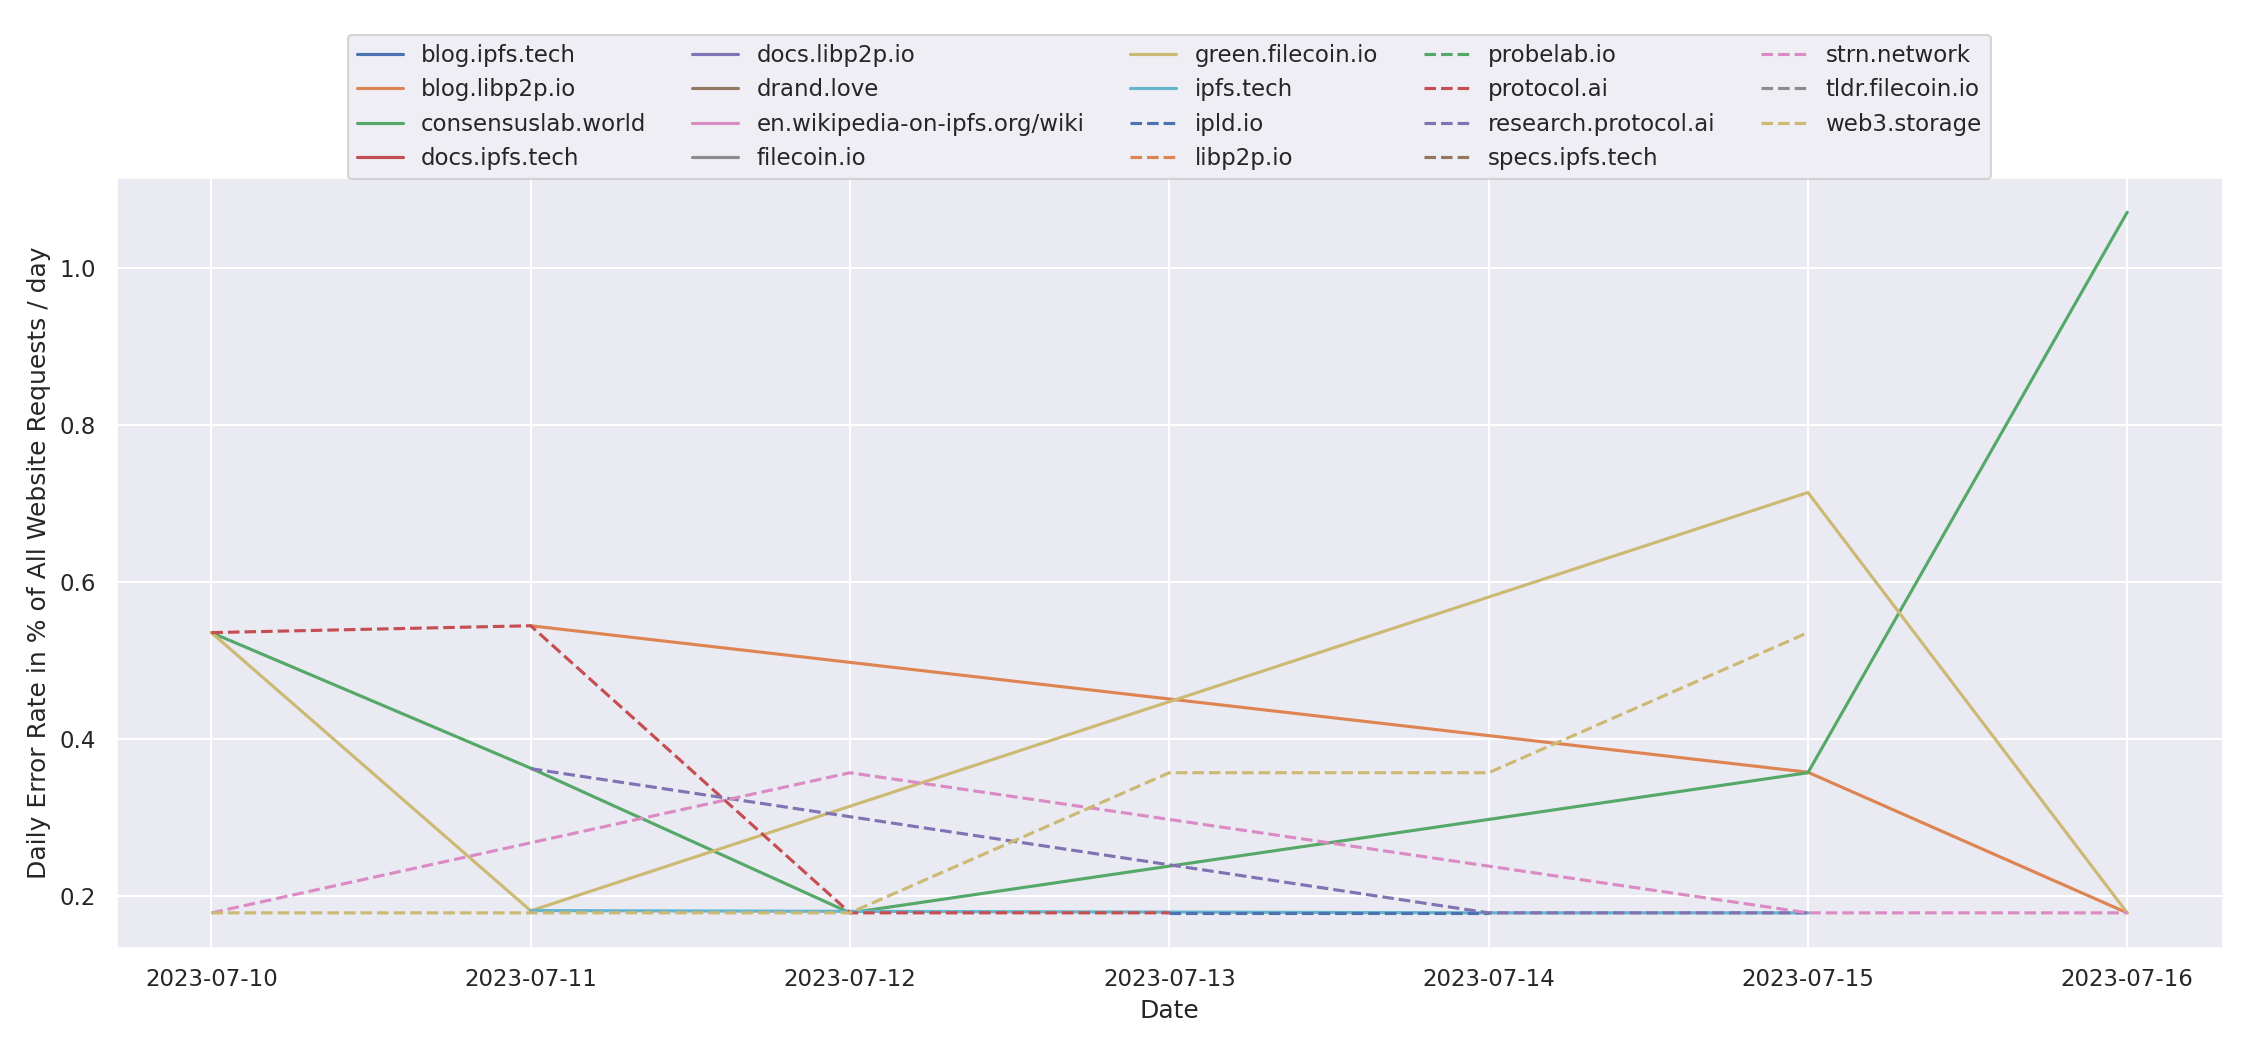 blog.ipfs.tech
blog.libp2p.io
consensuslab.world
docs.ipfs.tech
docs.libp2p.io
drand.love
en.wikipedia-on-ipfs.org/wiki
filecoin.io
green.filecoin.io
ipfs.tech
ipld.io
libp2p.io
probelab.io
protocol.ai
research.protocol.ai
specs.ipfs.tech
strn.network
tldr.filecoin.io
web3.storage
Daily Error Rate in % of All Website Requests / day
1.0
0.8
0.6
0.4
0.2
2023-07-10
2023-07-11
2023-07-12
2023-07-13
2023-07-14
2023-07-15
2023-07-16
Date